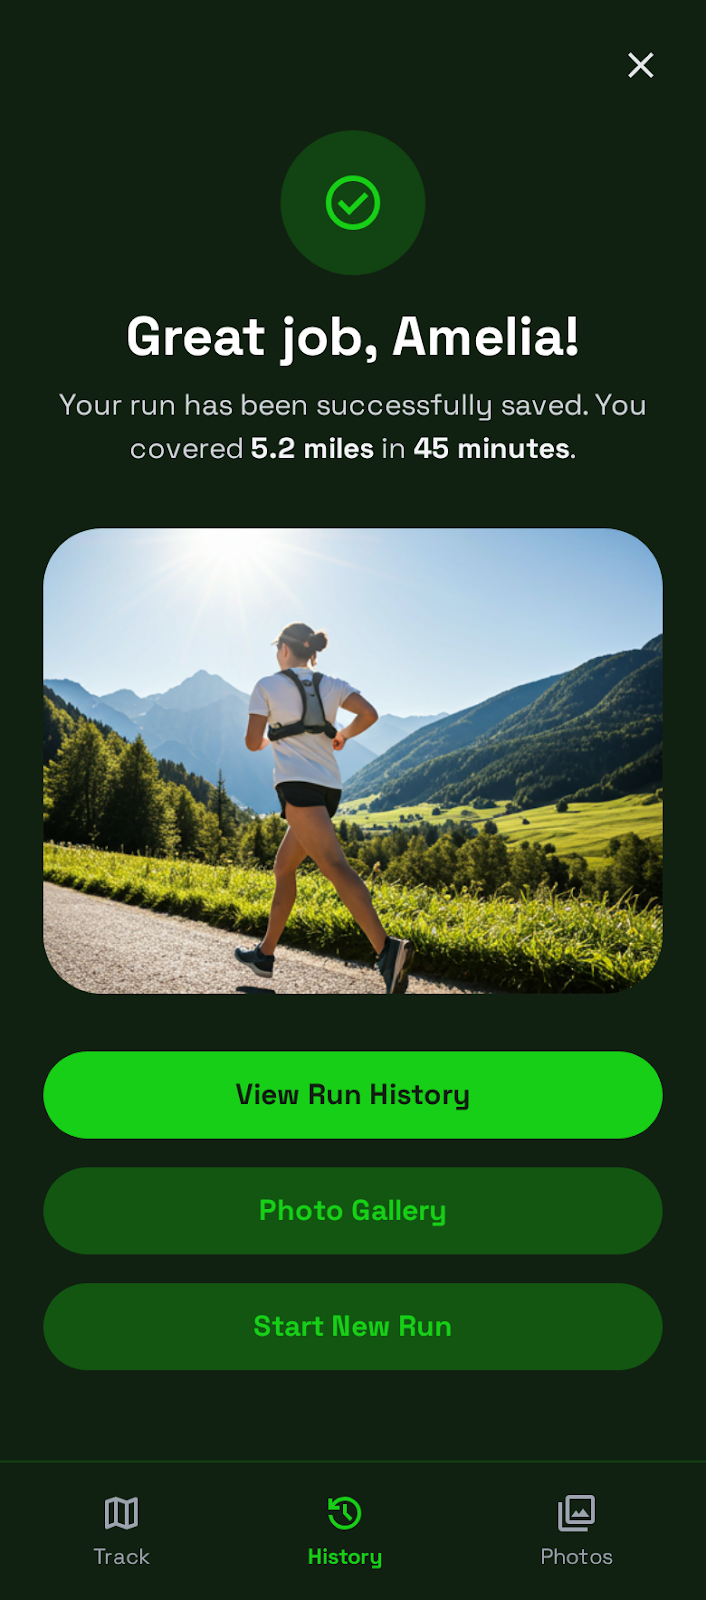 Great job, Amelia!
Your run has been successfully saved. You
covered 5.2 miles in 45 minutes.
View Run History
Photo Gallery
Start New Run
Track
History
Photos